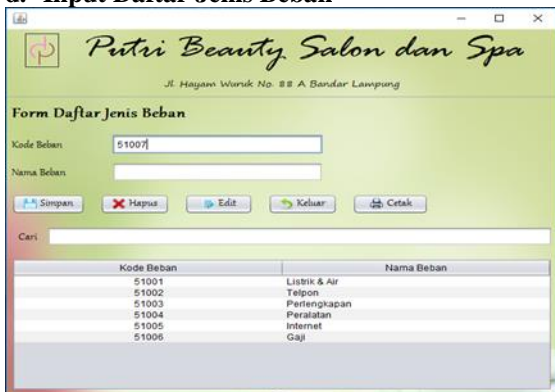 d. Input Daftar Jenis Beban
Putri Beauty Salon dan Spa
Jl. Hayam Wuruk No. 88 A Bandar Lampung
Form Daftar Jenis Beban
Kode Beban 51007
Nama Beban
Simpan Hapus Edit Keluar Cetak
Cari
Kode Beban Nama Beban
51001 Listrik & Air
51002 Telpon
51003 Perlengkapan
51004 Peralatan
51005 Internet
51006 Gaji